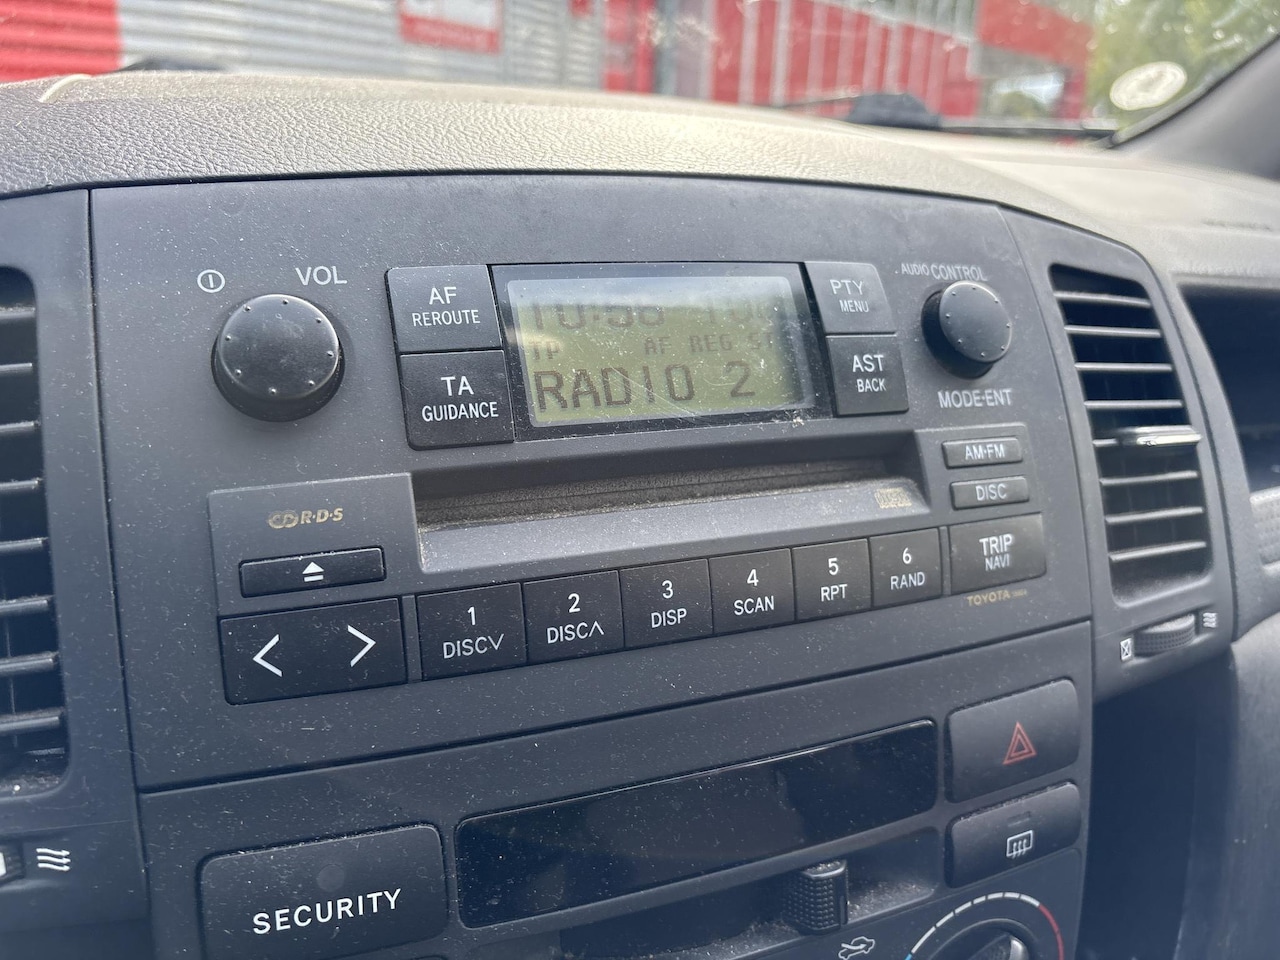 VOL
AF
REROUTE
TA
GUIDANCE
TP AF REG ST
RADIO 2
PTY
MENU
AST
BACK
AUDIO CONTROL
MODE·ENT
AM·FM
DISC
R·D·S
1
DISC∨
2
DISC∧
3
DISP
4
SCAN
5
RPT
6
RAND
TRIP
NAVI
TOYOTA
SECURITY